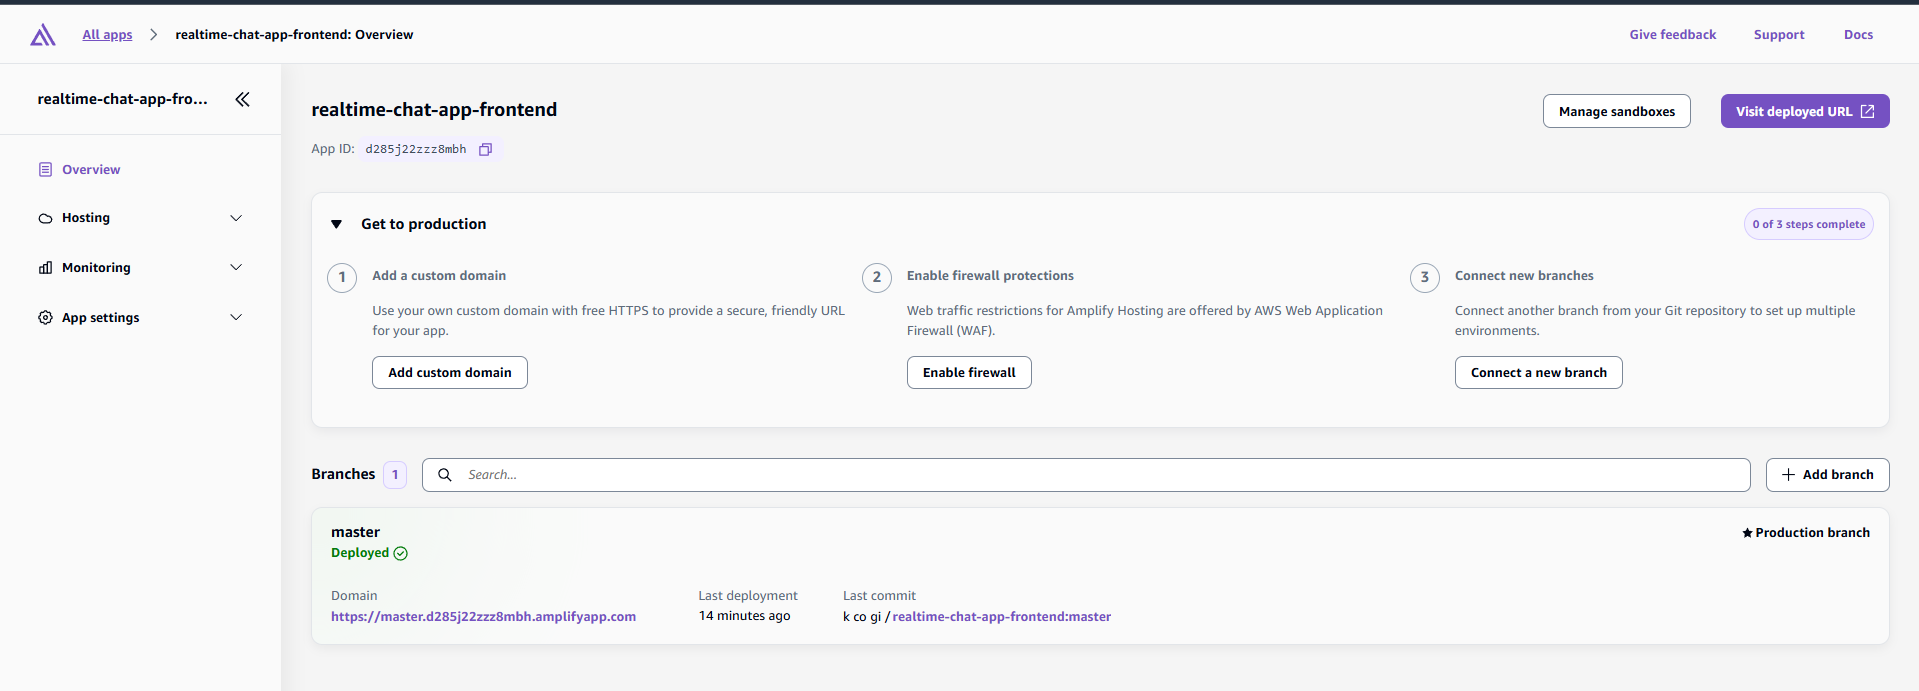 All apps
realtime-chat-app-frontend: Overview
Give feedback
Support
Docs
realtime-chat-app-fro...
Overview
Hosting
Monitoring
App settings
realtime-chat-app-frontend
App ID: d285j22zzz8mbh
Manage sandboxes
Visit deployed URL
Get to production
0 of 3 steps complete
1
Add a custom domain
Use your own custom domain with free HTTPS to provide a secure, friendly URL
for your app.
Add custom domain
2
Enable firewall protections
Web traffic restrictions for Amplify Hosting are offered by AWS Web Application
Firewall (WAF).
Enable firewall
3
Connect new branches
Connect another branch from your Git repository to set up multiple
environments.
Connect a new branch
Branches 1
Search...
Add branch
master
Production branch
Deployed
Domain
https://master.d285j22zzz8mbh.amplifyapp.com
Last deployment
14 minutes ago
Last commit
k co gi / realtime-chat-app-frontend:master